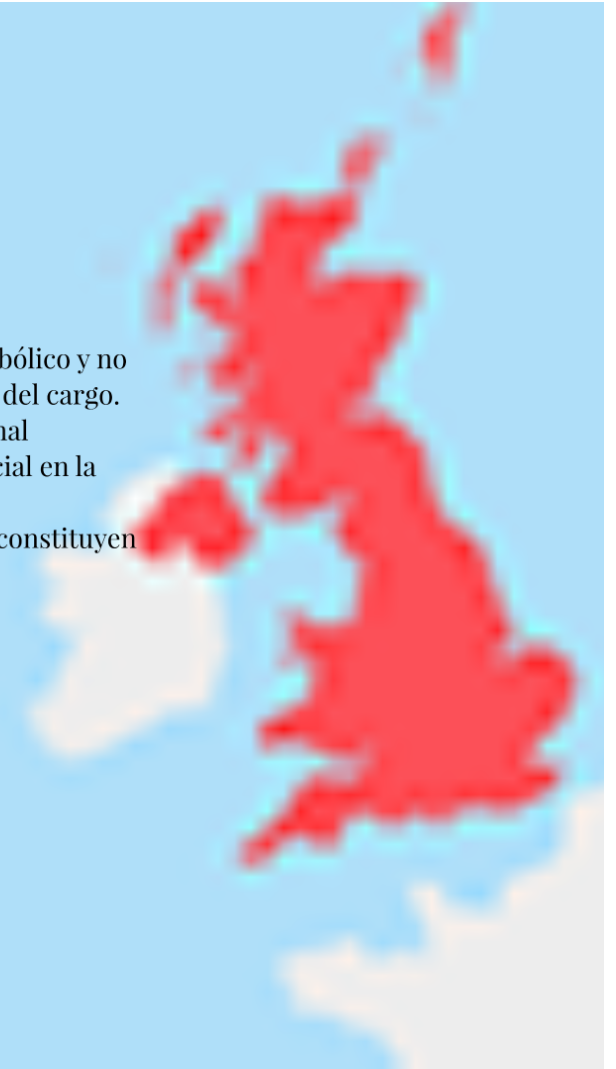 bólico y no
del cargo.
nal
cial en la
constituyen